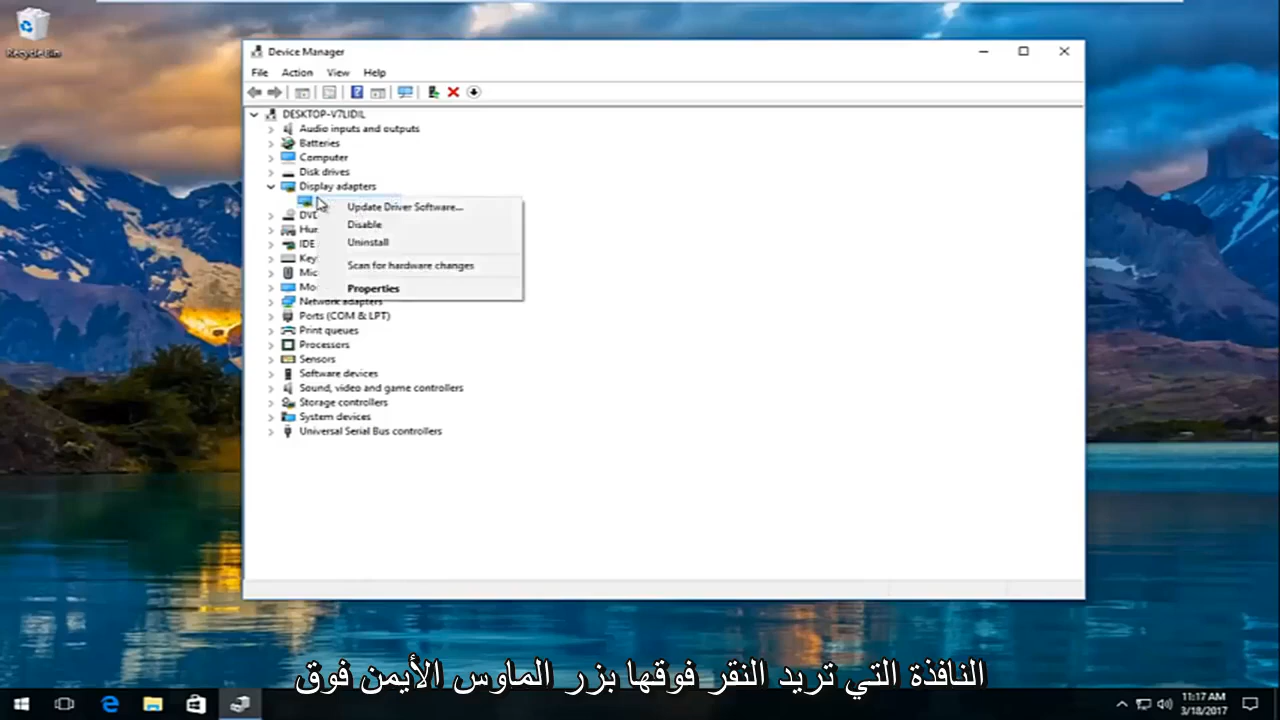 Recycle Bin
Device Manager
File Action View Help
DESKTOP-V7LIDIL
Audio inputs and outputs
Batteries
Computer
Disk drives
Display adapters
Update Driver Software...
DVD
Disable
Hu
IDE
Uninstall
Key
Scan for hardware changes
Mic
Mo
Properties
Network adapters
Ports (COM & LPT)
Print queues
Processors
Sensors
Software devices
Sound, video and game controllers
Storage controllers
System devices
Universal Serial Bus controllers
النافذة التي تريد النقر فوقها بزر الماوس الأيمن فوق
11:17 AM
3/18/2017